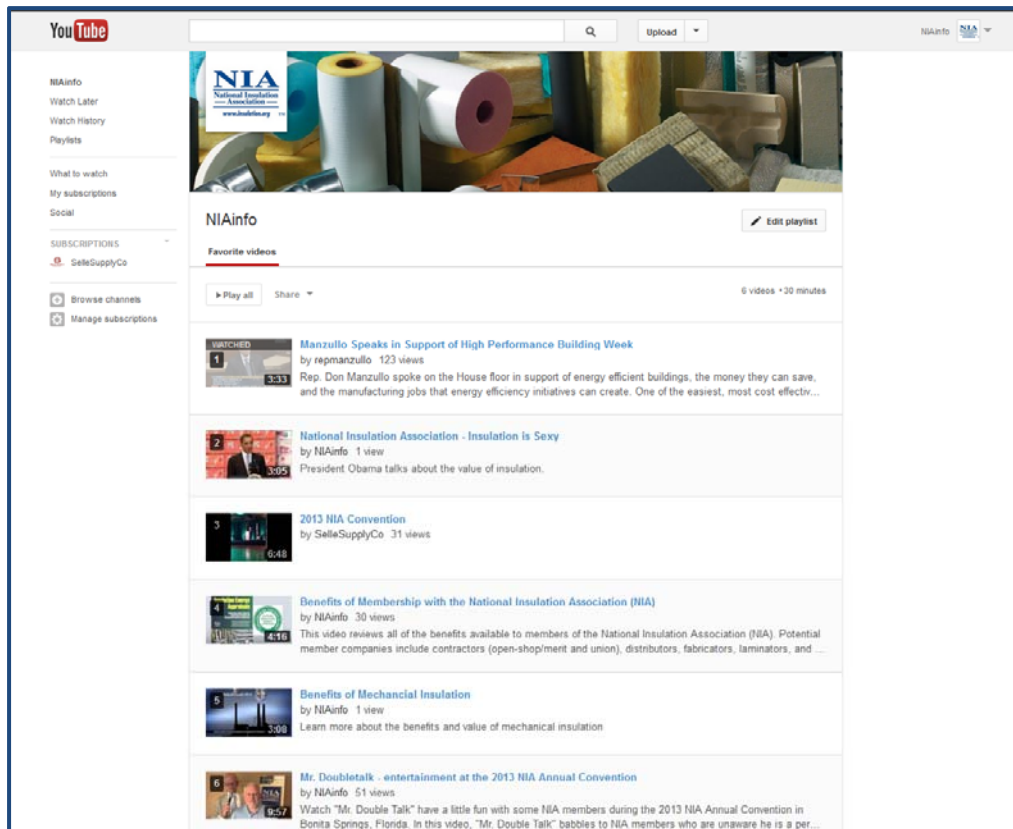 You Tube
Upload
NIAinfo
NIA
NIA
National Insulation
Association
www.insulation.org
NIAinfo
Watch Later
Watch History
Playlists
What to watch
My subscriptions
Social
SUBSCRIPTIONS
SelleSupplyCo
Browse channels
Manage subscriptions
NIAinfo
Edit playlist
Favorite videos
Play all
Share
6 videos • 30 minutes
WATCHED
1
3:33
Manzullo Speaks in Support of High Performance Building Week
by repmanzullo 123 views
Rep. Don Manzullo spoke on the House floor in support of energy efficient buildings, the money they can save,
and the manufacturing jobs that energy efficiency initiatives can create. One of the easiest, most cost effectiv...
2
3:05
National Insulation Association - Insulation is Sexy
by NIAinfo 1 view
President Obama talks about the value of insulation.
3
6:48
2013 NIA Convention
by SelleSupplyCo 31 views
4
4:16
Benefits of Membership with the National Insulation Association (NIA)
by NIAinfo 30 views
This video reviews all of the benefits available to members of the National Insulation Association (NIA). Potential
member companies include contractors (open-shop/merit and union), distributors, fabricators, laminators, and ...
5
3:08
Benefits of Mechancial Insulation
by NIAinfo 1 view
Learn more about the benefits and value of mechanical insulation
6
NIA
9:57
Mr. Doubletalk - entertainment at the 2013 NIA Annual Convention
by NIAinfo 51 views
Watch "Mr. Double Talk" have a little fun with some NIA members during the 2013 NIA Annual Convention in
Bonita Springs, Florida. In this video, "Mr. Double Talk" babbles to NIA members who are unaware he is a per...